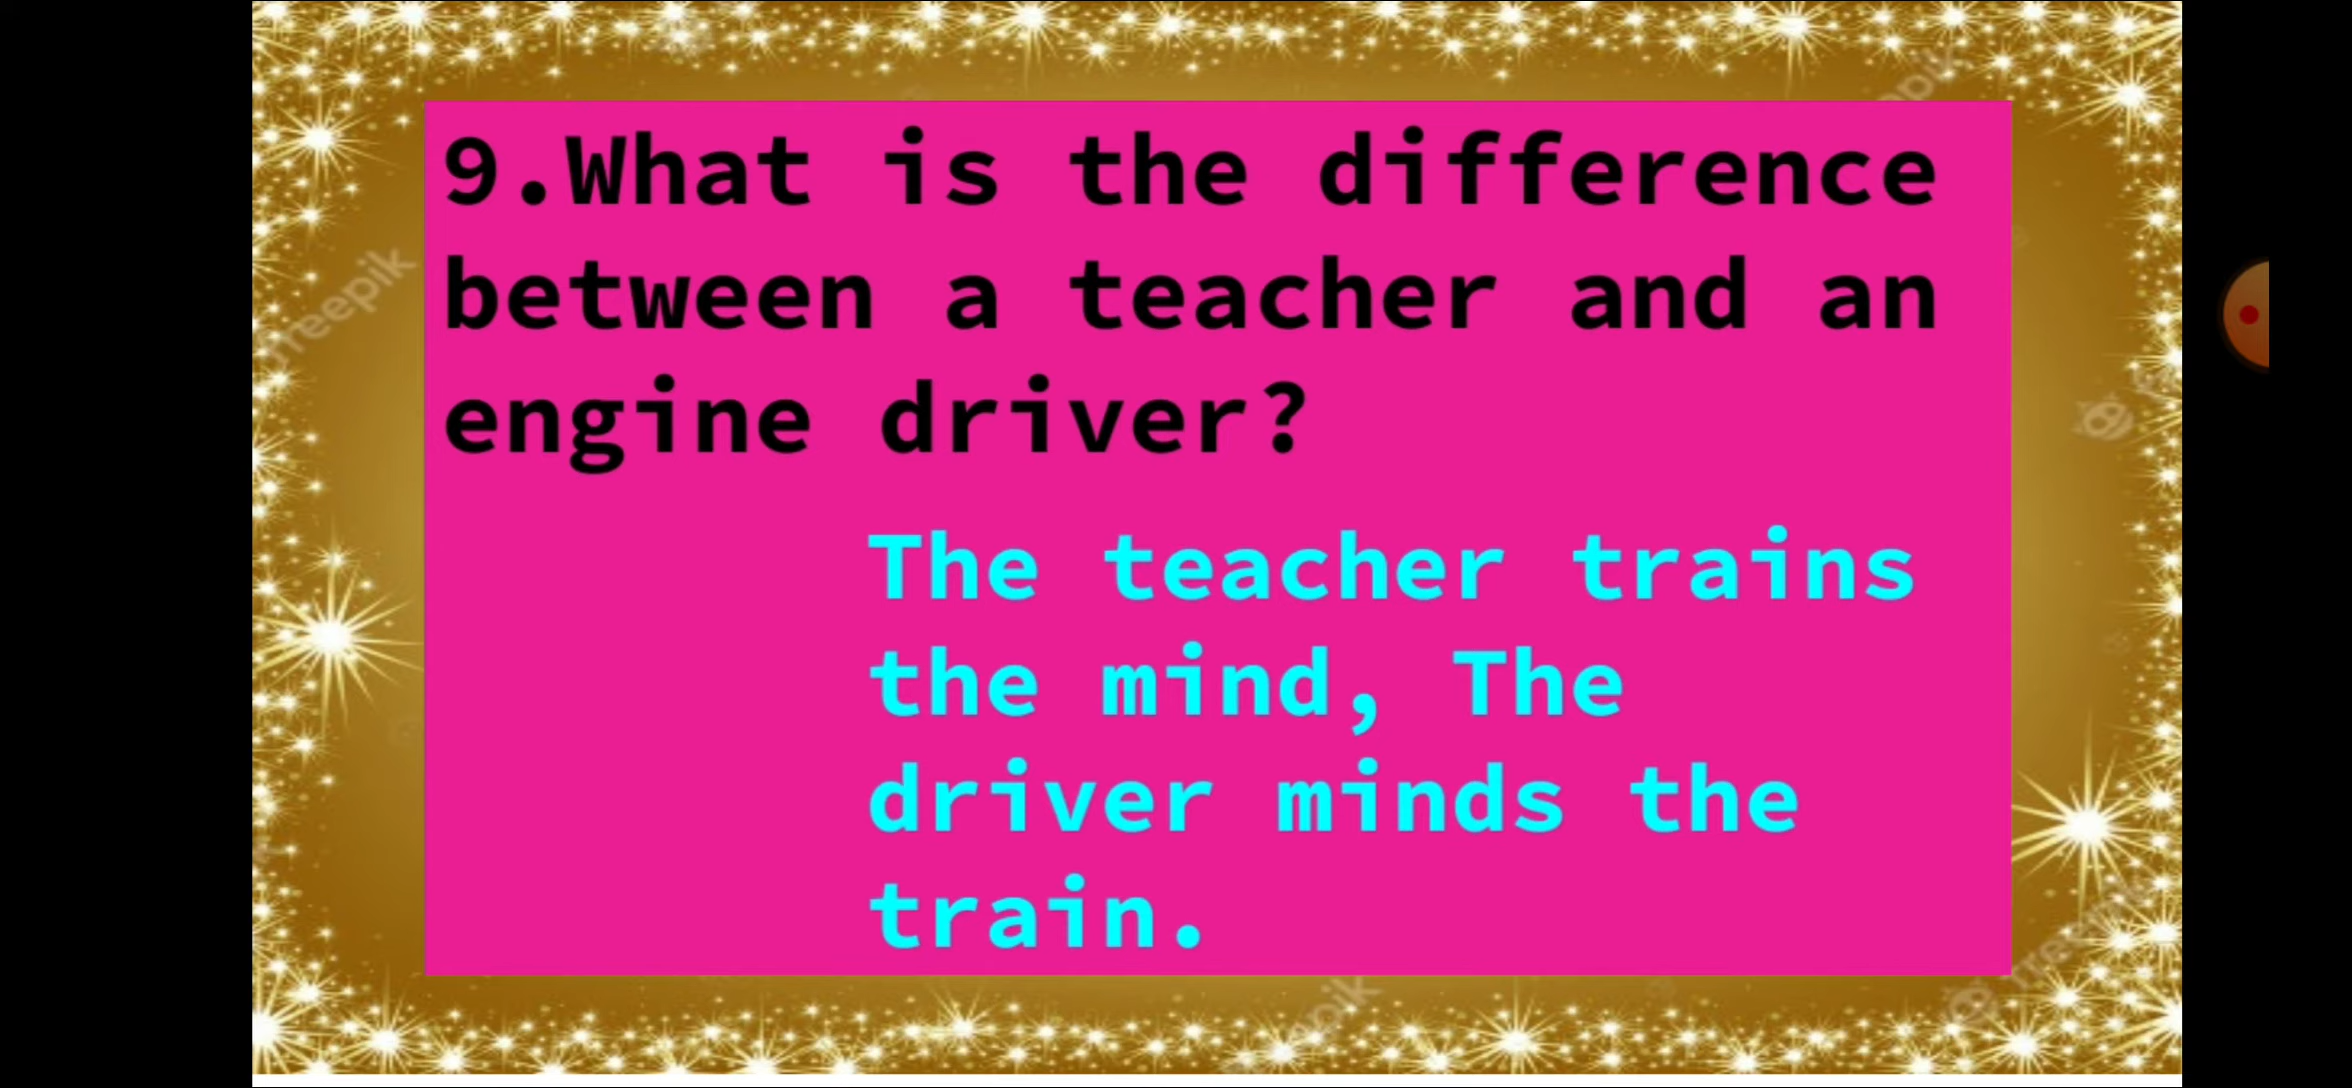 9.What is the difference
between a teacher and an
engine driver?
The teacher trains
the mind, The
driver minds the
train.
freepik